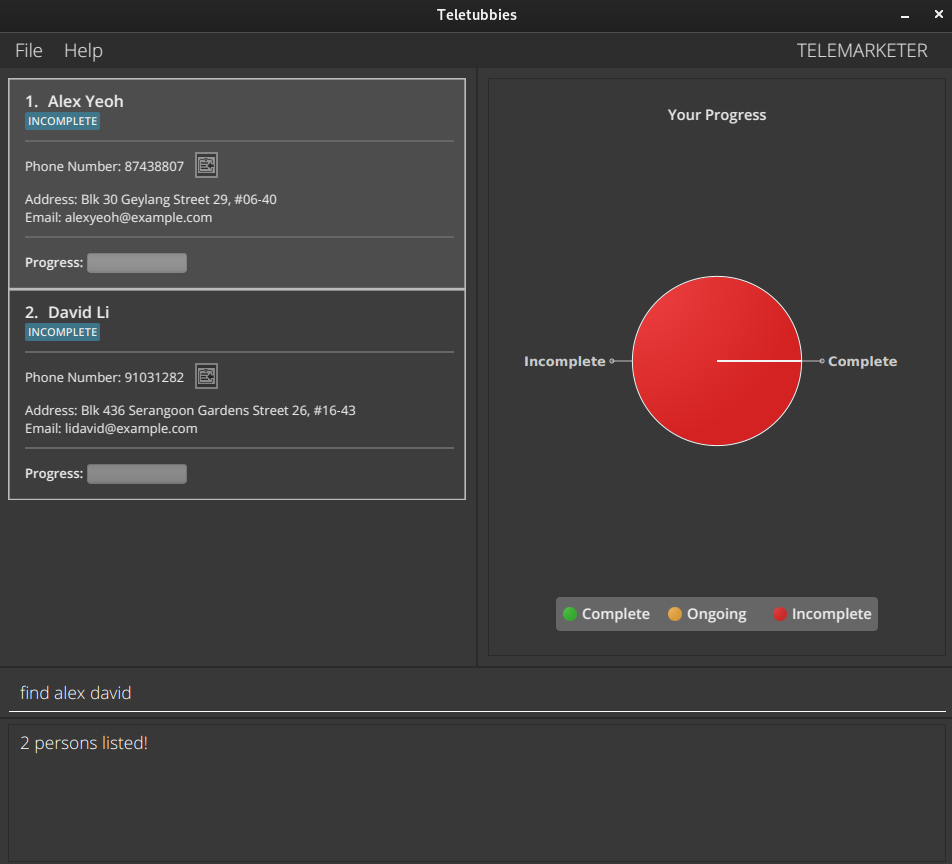 Teletubbies
File Help TELEMARKETER
1. Alex Yeoh
INCOMPLETE
Phone Number: 87438807
Address: Blk 30 Geylang Street 29, #06-40
Email: alexyeoh@example.com
Progress:
2. David Li
INCOMPLETE
Phone Number: 91031282
Address: Blk 436 Serangoon Gardens Street 26, #16-43
Email: lidavid@example.com
Progress:
Your Progress
Incomplete Complete
Complete Ongoing Incomplete
find alex david
2 persons listed!